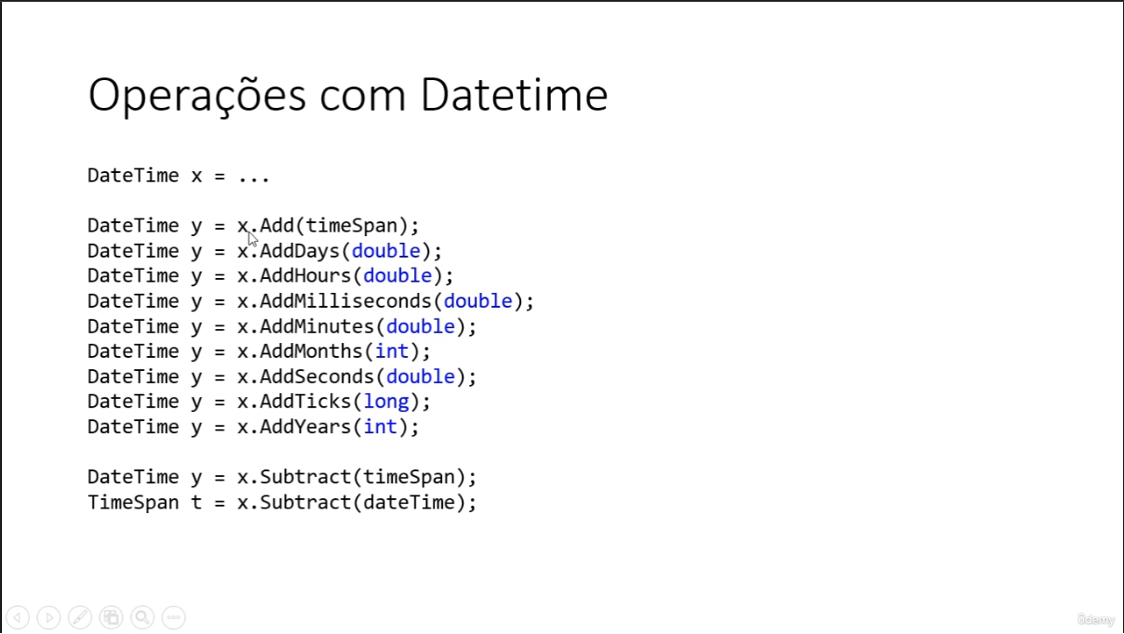 Operações com Datetime
DateTime x = ...
DateTime y = x.Add(timeSpan);
DateTime y = x.AddDays(double);
DateTime y = x.AddHours(double);
DateTime y = x.AddMilliseconds(double);
DateTime y = x.AddMinutes(double);
DateTime y = x.AddMonths(int);
DateTime y = x.AddSeconds(double);
DateTime y = x.AddTicks(long);
DateTime y = x.AddYears(int);
DateTime y = x.Subtract(timeSpan);
TimeSpan t = x.Subtract(dateTime);
ûdemy